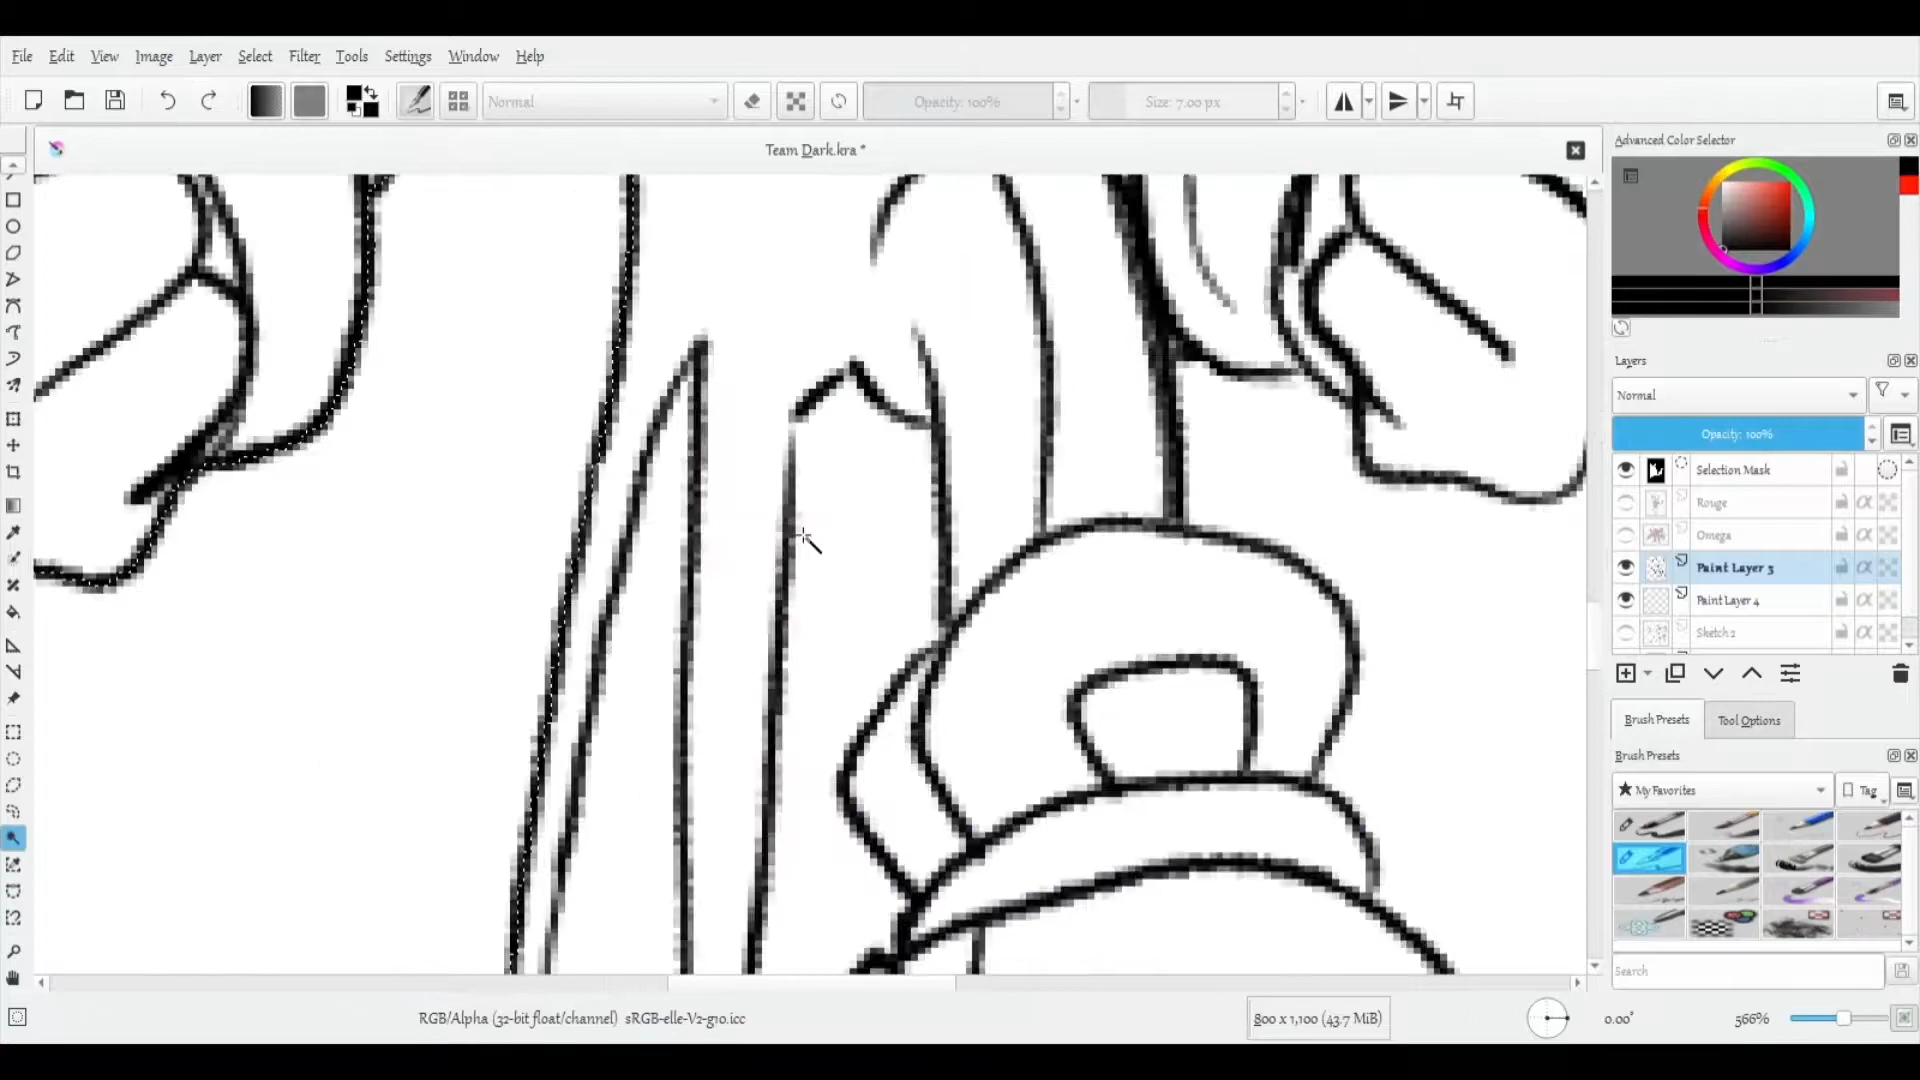 File Edit View Image Layer Select Filter Tools Settings Window Help
Normal Opacity: 100% Size: 7.00 px
Team Dark.kra *
Advanced Color Selector
Layers
Normal
Opacity: 100%
Selection Mask
Rouge
Omega
Paint Layer 3
Paint Layer 4
Sketch 2
Brush Presets Tool Options
Brush Presets
My Favorites Tag
Search
RGB/Alpha (32-bit float/channel) sRGB-elle-V2-g10.icc 800 x 1,100 (43.7 MiB) 0.00° 566%